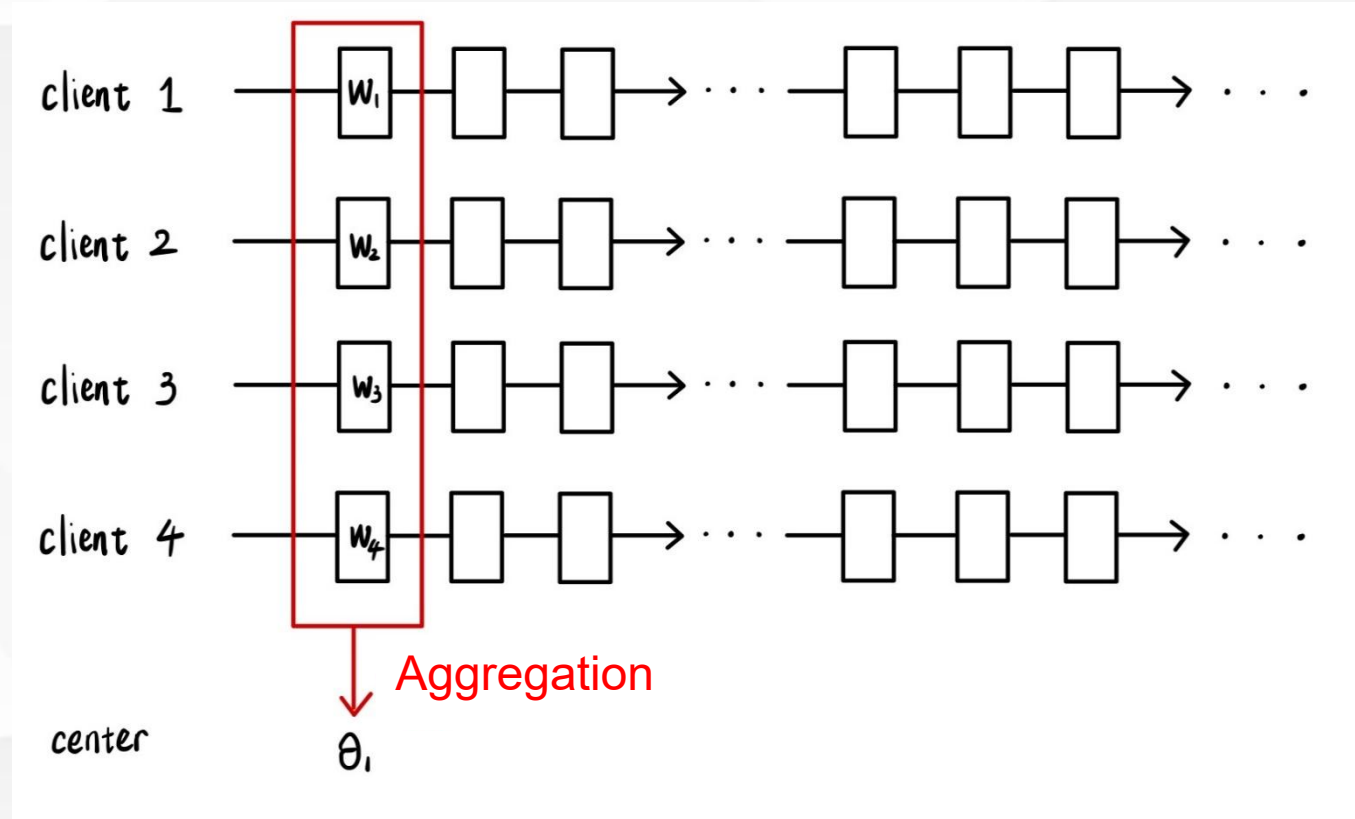 client 1 W₁ . . . . . .
client 2 W₂ . . . . . .
client 3 W₃ . . . . . .
client 4 W₄ . . . . . .
Aggregation
center θ₁